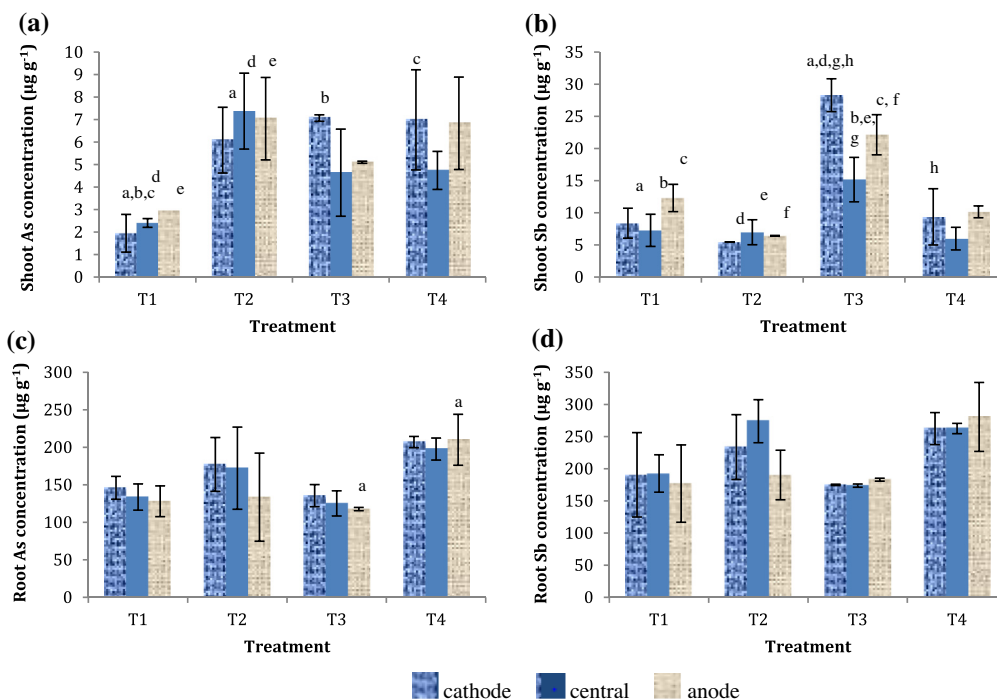 (a)
Shoot As concentration (µg g⁻¹)
10
9
8
7
6
5
4
3
2
1
0
a,b,c
d
e
a
d
e
b
c
T1 T2 T3 T4
Treatment
(b)
Shoot Sb concentration (µg g⁻¹)
35
30
25
20
15
10
5
0
a
b
c
d
e
f
a,d,g,h
b,e,
g
c, f
h
T1 T2 T3 T4
Treatment
(c)
Root As concentration (µg g⁻¹)
300
250
200
150
100
50
0
a
a
T1 T2 T3 T4
Treatment
(d)
Root Sb concentration (µg g⁻¹)
350
300
250
200
150
100
50
0
T1 T2 T3 T4
Treatment
cathode central anode